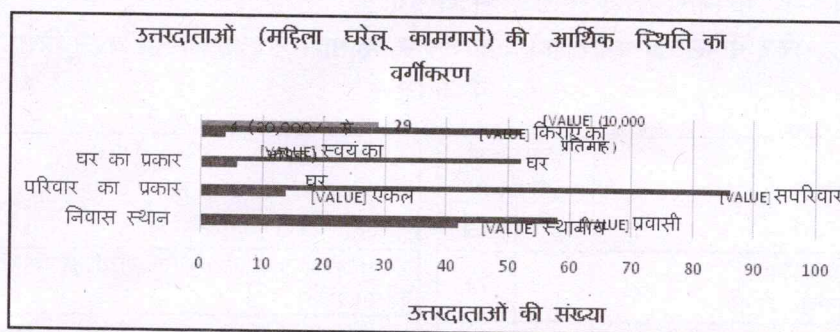 उत्तरदाताओं (महिला घरेलू कामगारों) की आर्थिक स्थिति का
वर्गीकरण
29
[VALUE] (10,000
प्रतिमाह)
[VALUE] किराए का
घर
[VALUE] स्वयं का
घर
घर का प्रकार
परिवार का प्रकार
[VALUE] एकल
[VALUE] सपरिवार
निवास स्थान
[VALUE] स्थानीय
[VALUE] प्रवासी
0 10 20 30 40 50 60 70 80 90 100
उत्तरदाताओं की संख्या